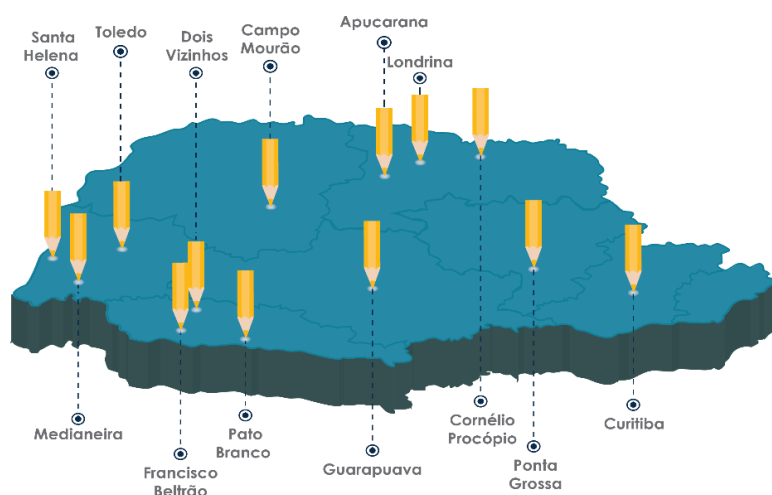 Santa
Helena
Toledo
Dois
Vizinhos
Campo
Mourão
Apucarana
Londrina
Medianeira
Francisco
Beltrão
Pato
Branco
Guarapuava
Cornélio
Procópio
Ponta
Grossa
Curitiba